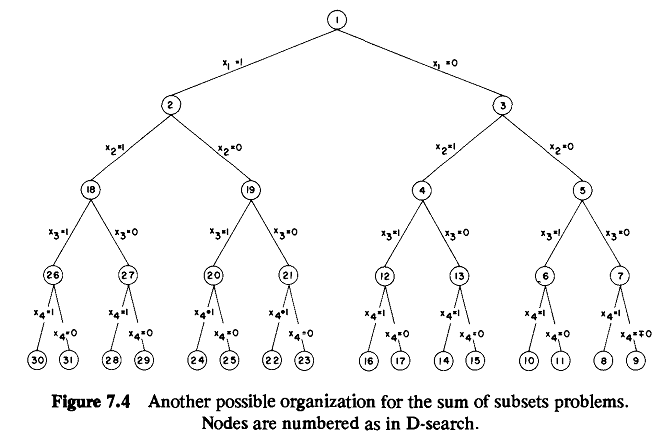 1
x1 =1 x1 =0
2 3
x2=1 x2=0 x2=1 x2=0
18 19 4 5
x3=1 x3=0 x3=1 x3=0 x3=1 x3=0 x3=1 x3=0
26 27 20 21 12 13 6 7
x4=1 x4=0 x4=1 x4=0 x4=1 x4=0 x4=1 x4=0 x4=1 x4=0 x4=1 x4=0 x4=1 x4=0 x4=1 x4=0
30 31 28 29 24 25 22 23 16 17 14 15 10 11 8 9
Figure 7.4 Another possible organization for the sum of subsets problems.
Nodes are numbered as in D-search.